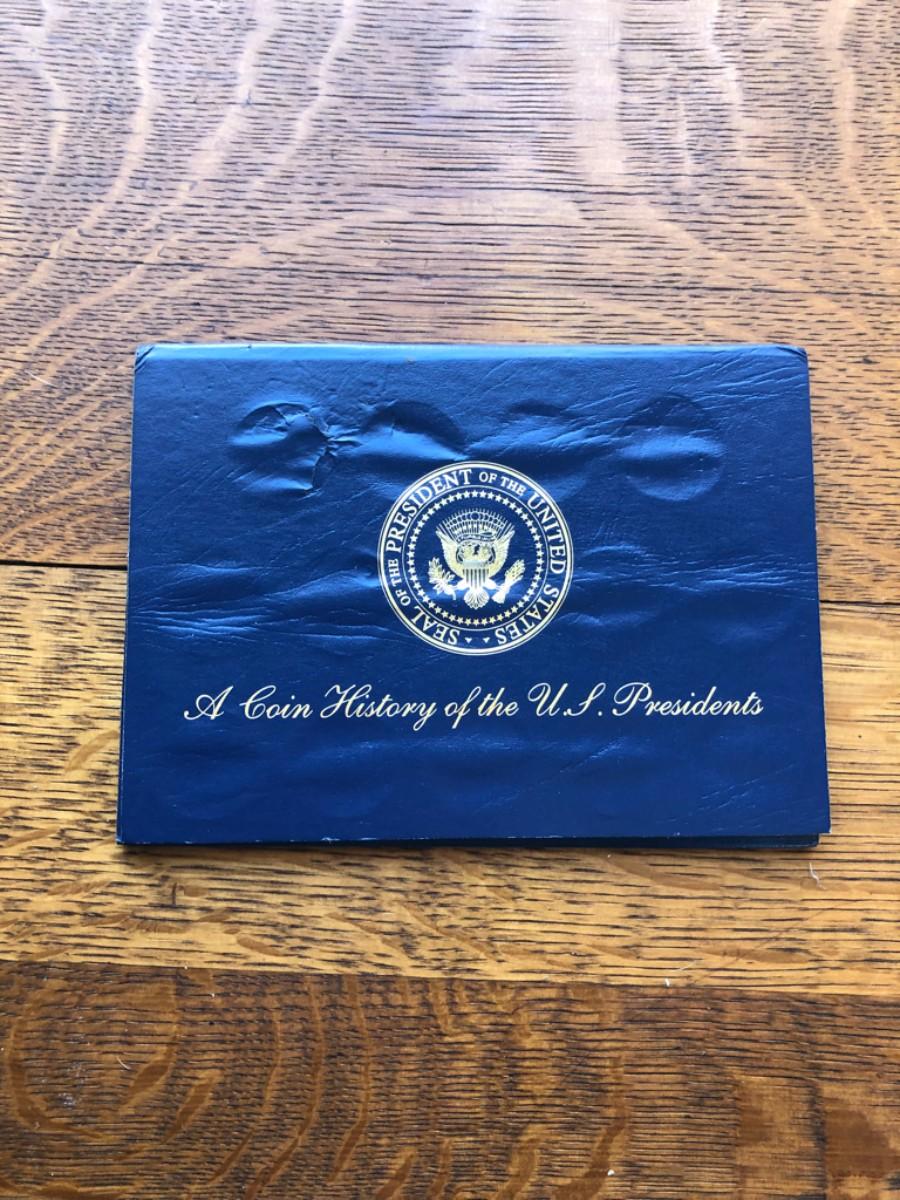 SEAL OF THE PRESIDENT OF THE UNITED STATES
A Coin History of the U.S. Presidents